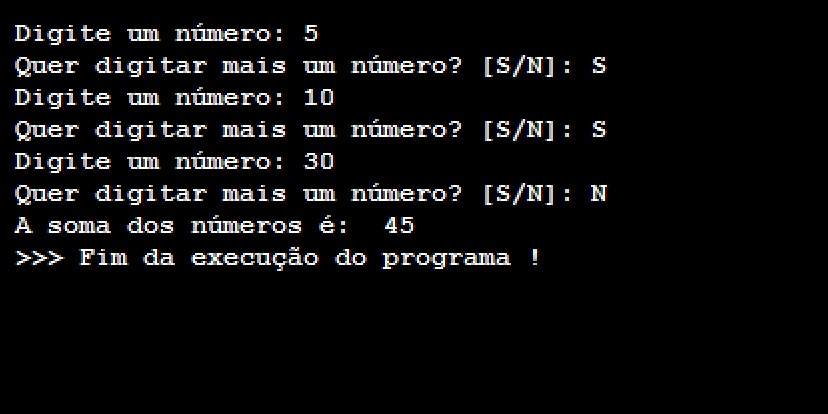 Digite um número: 5
Quer digitar mais um número? [S/N]: S
Digite um número: 10
Quer digitar mais um número? [S/N]: S
Digite um número: 30
Quer digitar mais um número? [S/N]: N
A soma dos números é:  45
>>> Fim da execução do programa !